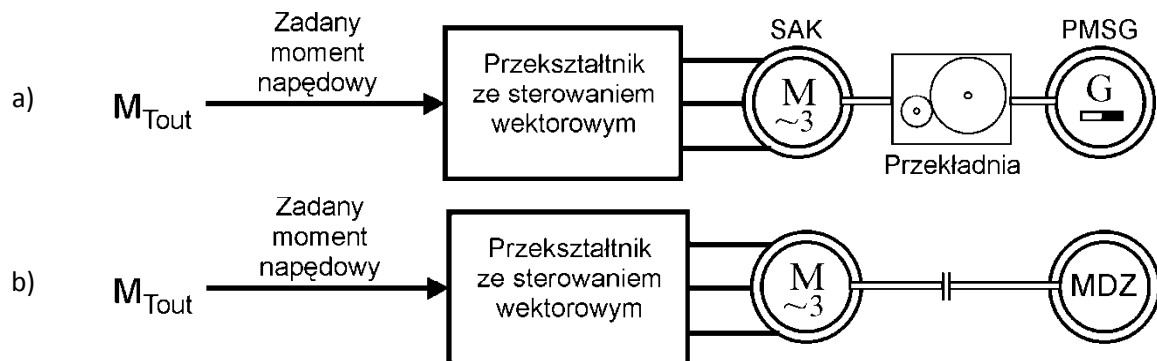 a)
M_Tout
Zadany
moment
napędowy
Przekształtnik
ze sterowaniem
wektorowym
SAK
M
~3
Przekładnia
PMSG
G
b)
M_Tout
Zadany
moment
napędowy
Przekształtnik
ze sterowaniem
wektorowym
M
~3
MDZ